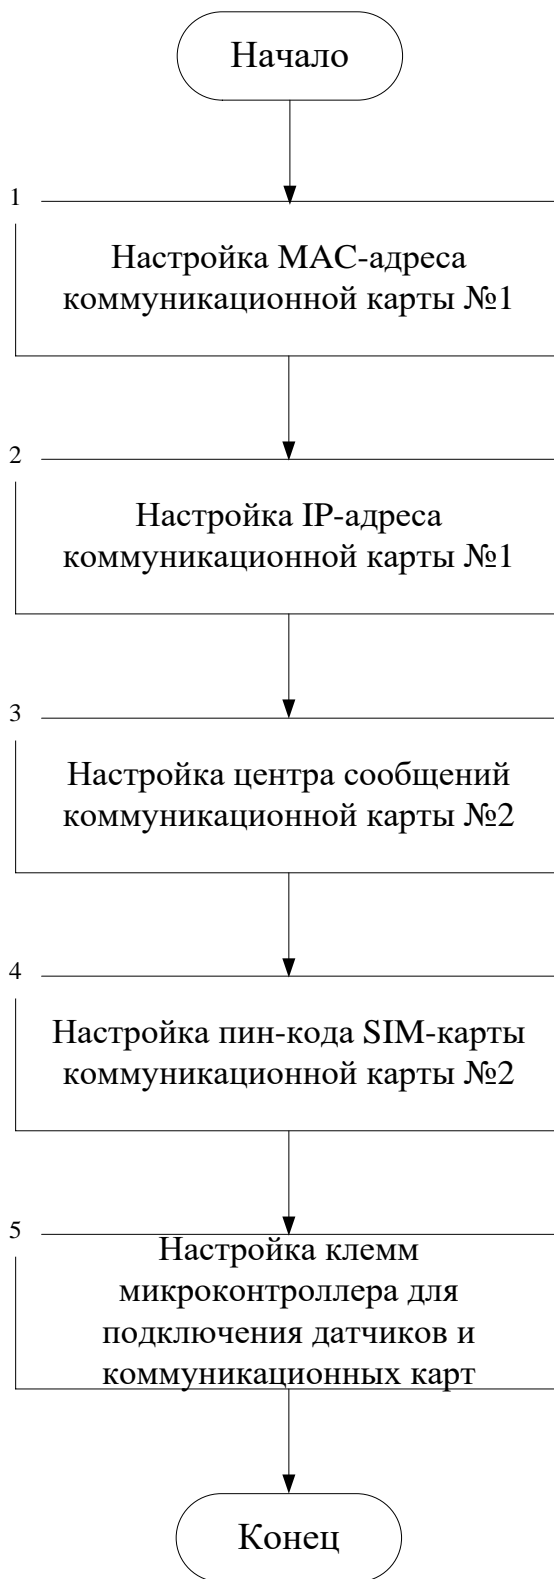 Начало
1
Настройка MAC-адреса
коммуникационной карты №1
2
Настройка IP-адреса
коммуникационной карты №1
3
Настройка центра сообщений
коммуникационной карты №2
4
Настройка пин-кода SIM-карты
коммуникационной карты №2
5
Настройка клемм
микроконтроллера для
подключения датчиков и
коммуникационных карт
Конец